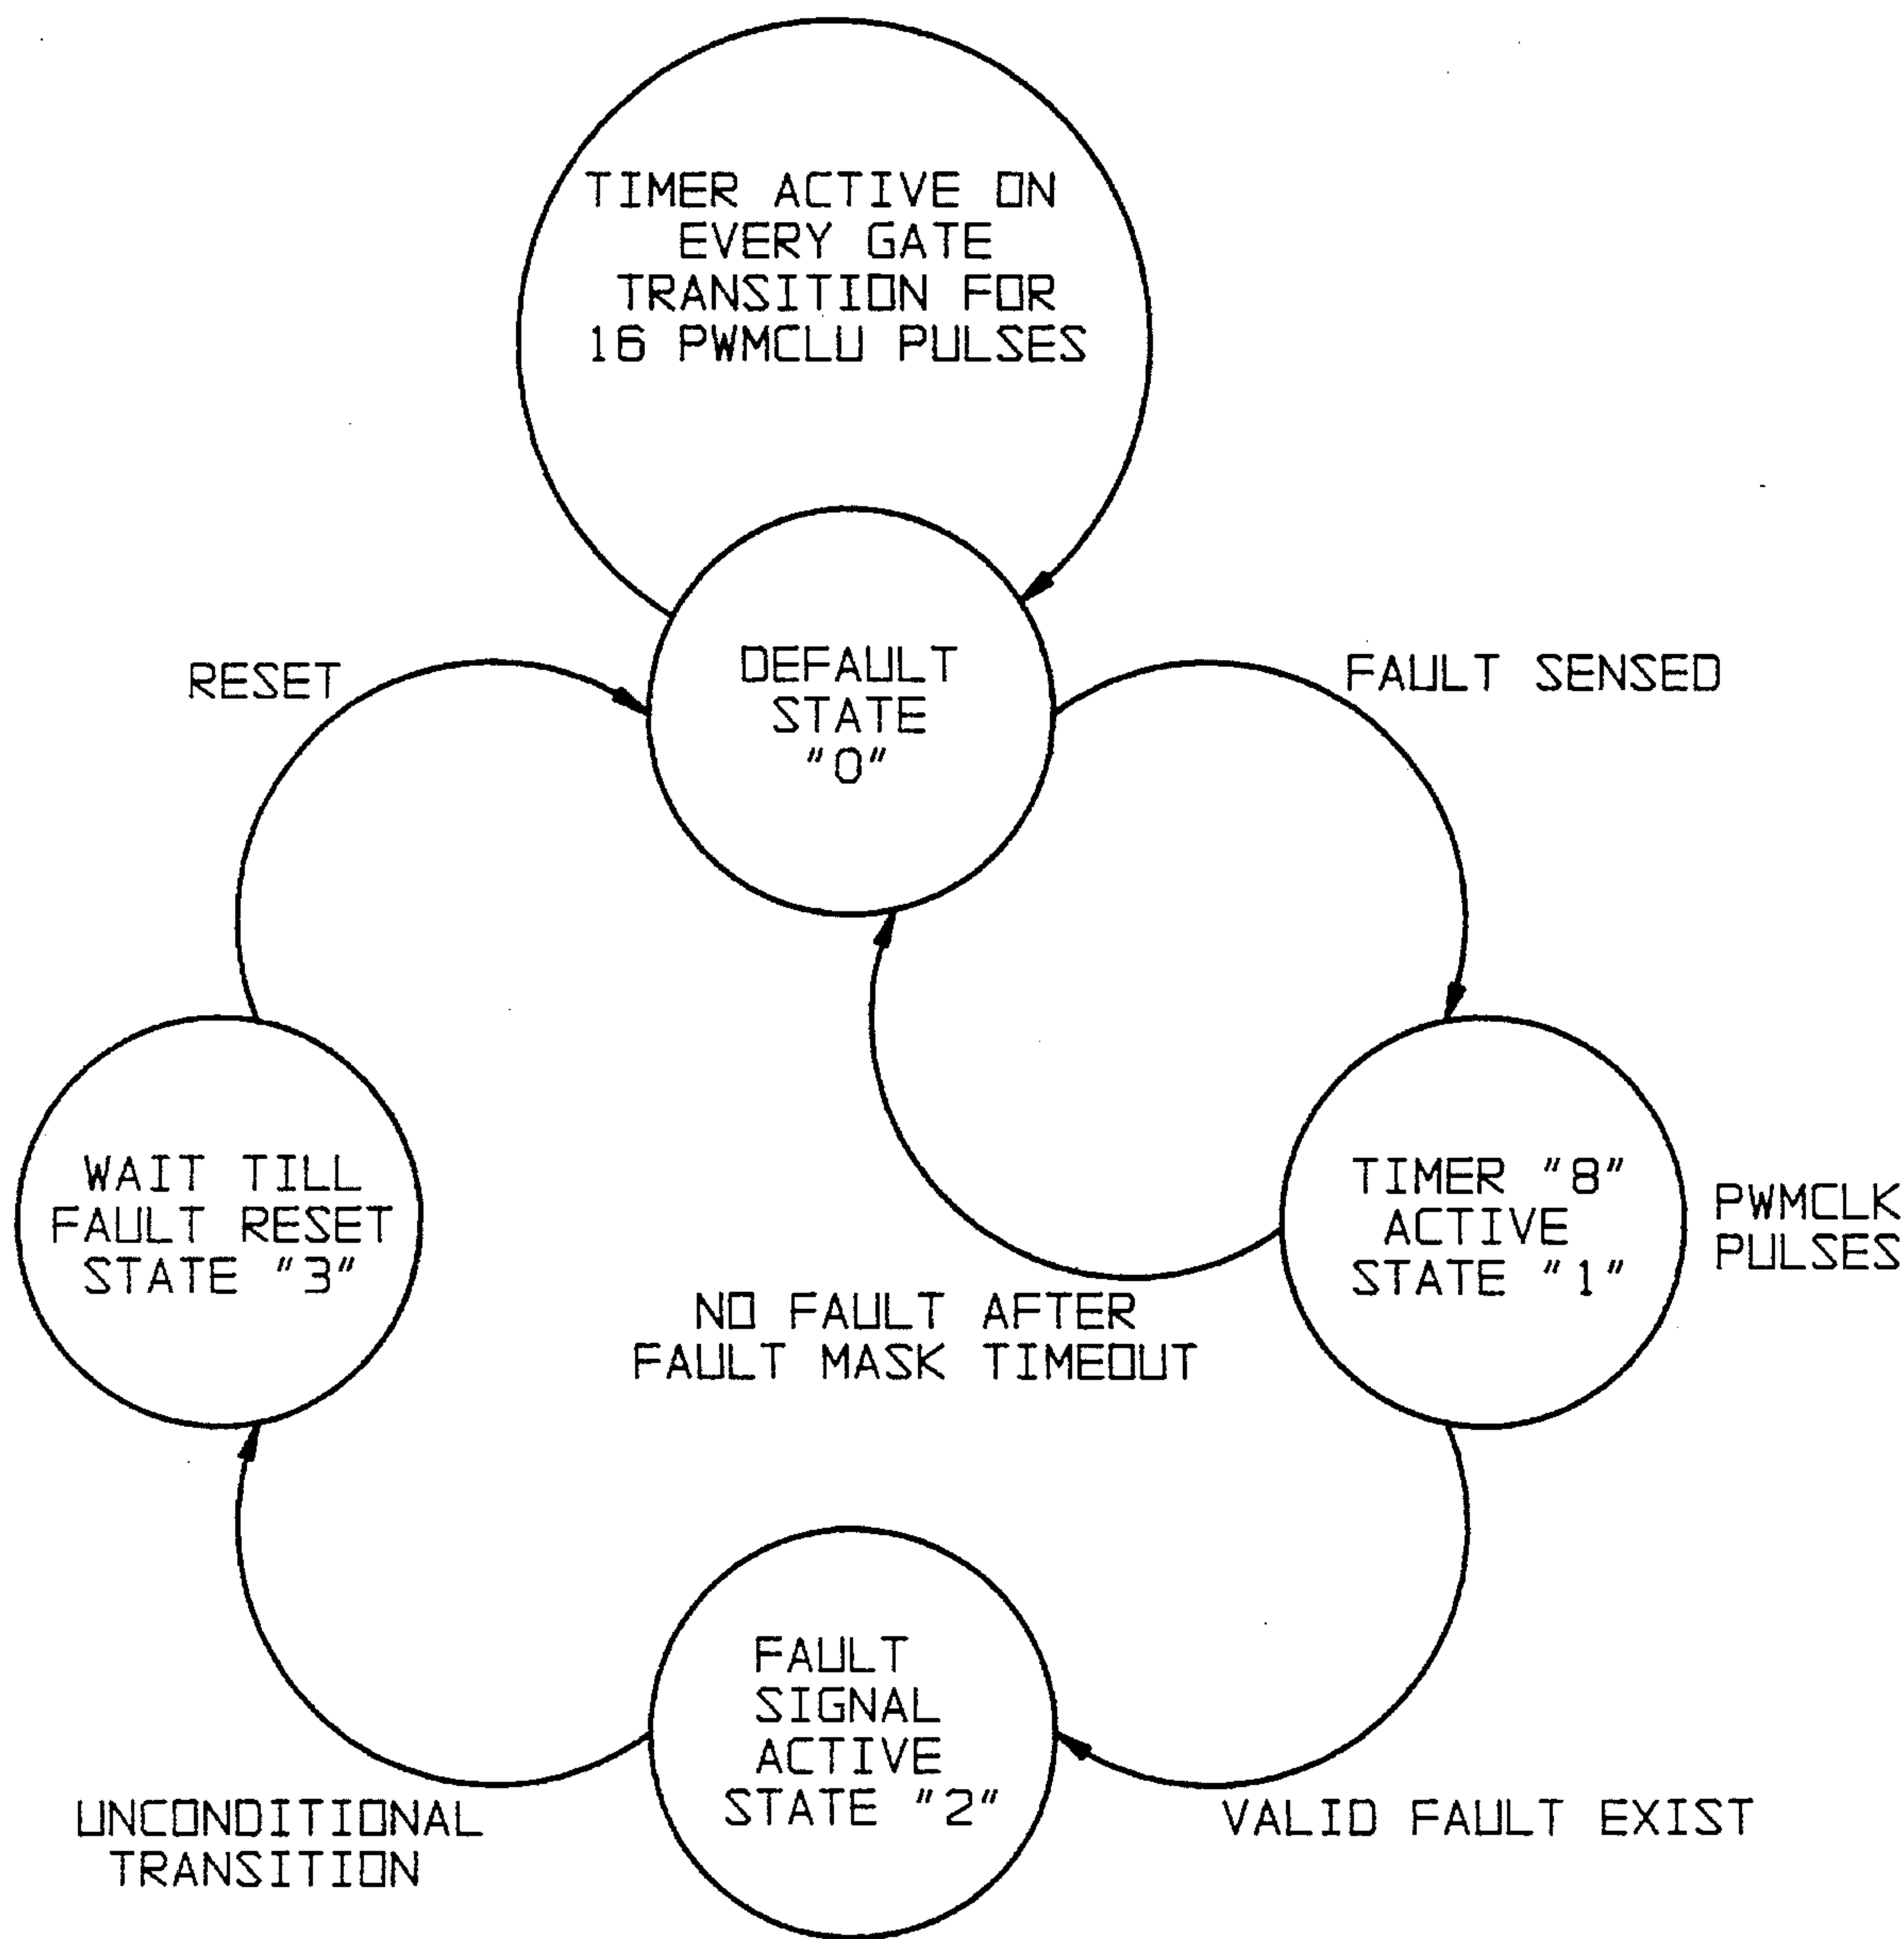 TIMER ACTIVE ON
EVERY GATE
TRANSITION FOR
16 PWMCLU PULSES
RESET
DEFAULT
STATE
"0"
FAULT SENSED
WAIT TILL
FAULT RESET
STATE "3"
TIMER "8"
ACTIVE
STATE "1"
PWMCLK
PULSES
NO FAULT AFTER
FAULT MASK TIMEOUT
FAULT
SIGNAL
ACTIVE
STATE "2"
UNCONDITIONAL
TRANSITION
VALID FAULT EXIST